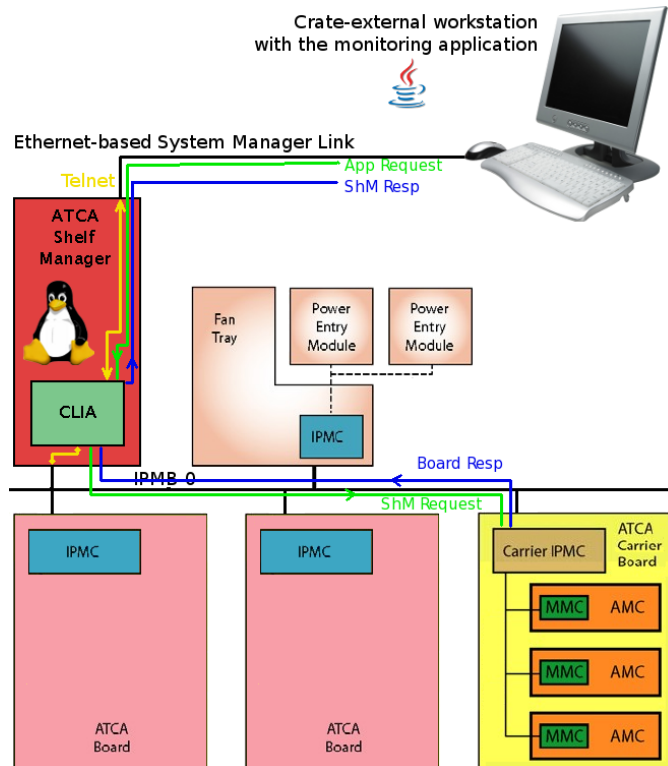 Crate-external workstation
with the monitoring application
Ethernet-based System Manager Link
App Request
Telnet
ShM Resp
ATCA
Shelf
Manager
Fan
Tray
Power
Entry
Module
Power
Entry
Module
CLIA
IPMC
Board Resp
IPMB-0
ShM Request
IPMC
IPMC
Carrier IPMC
ATCA
Carrier
Board
MMC
AMC
MMC
AMC
MMC
AMC
ATCA
Board
ATCA
Board